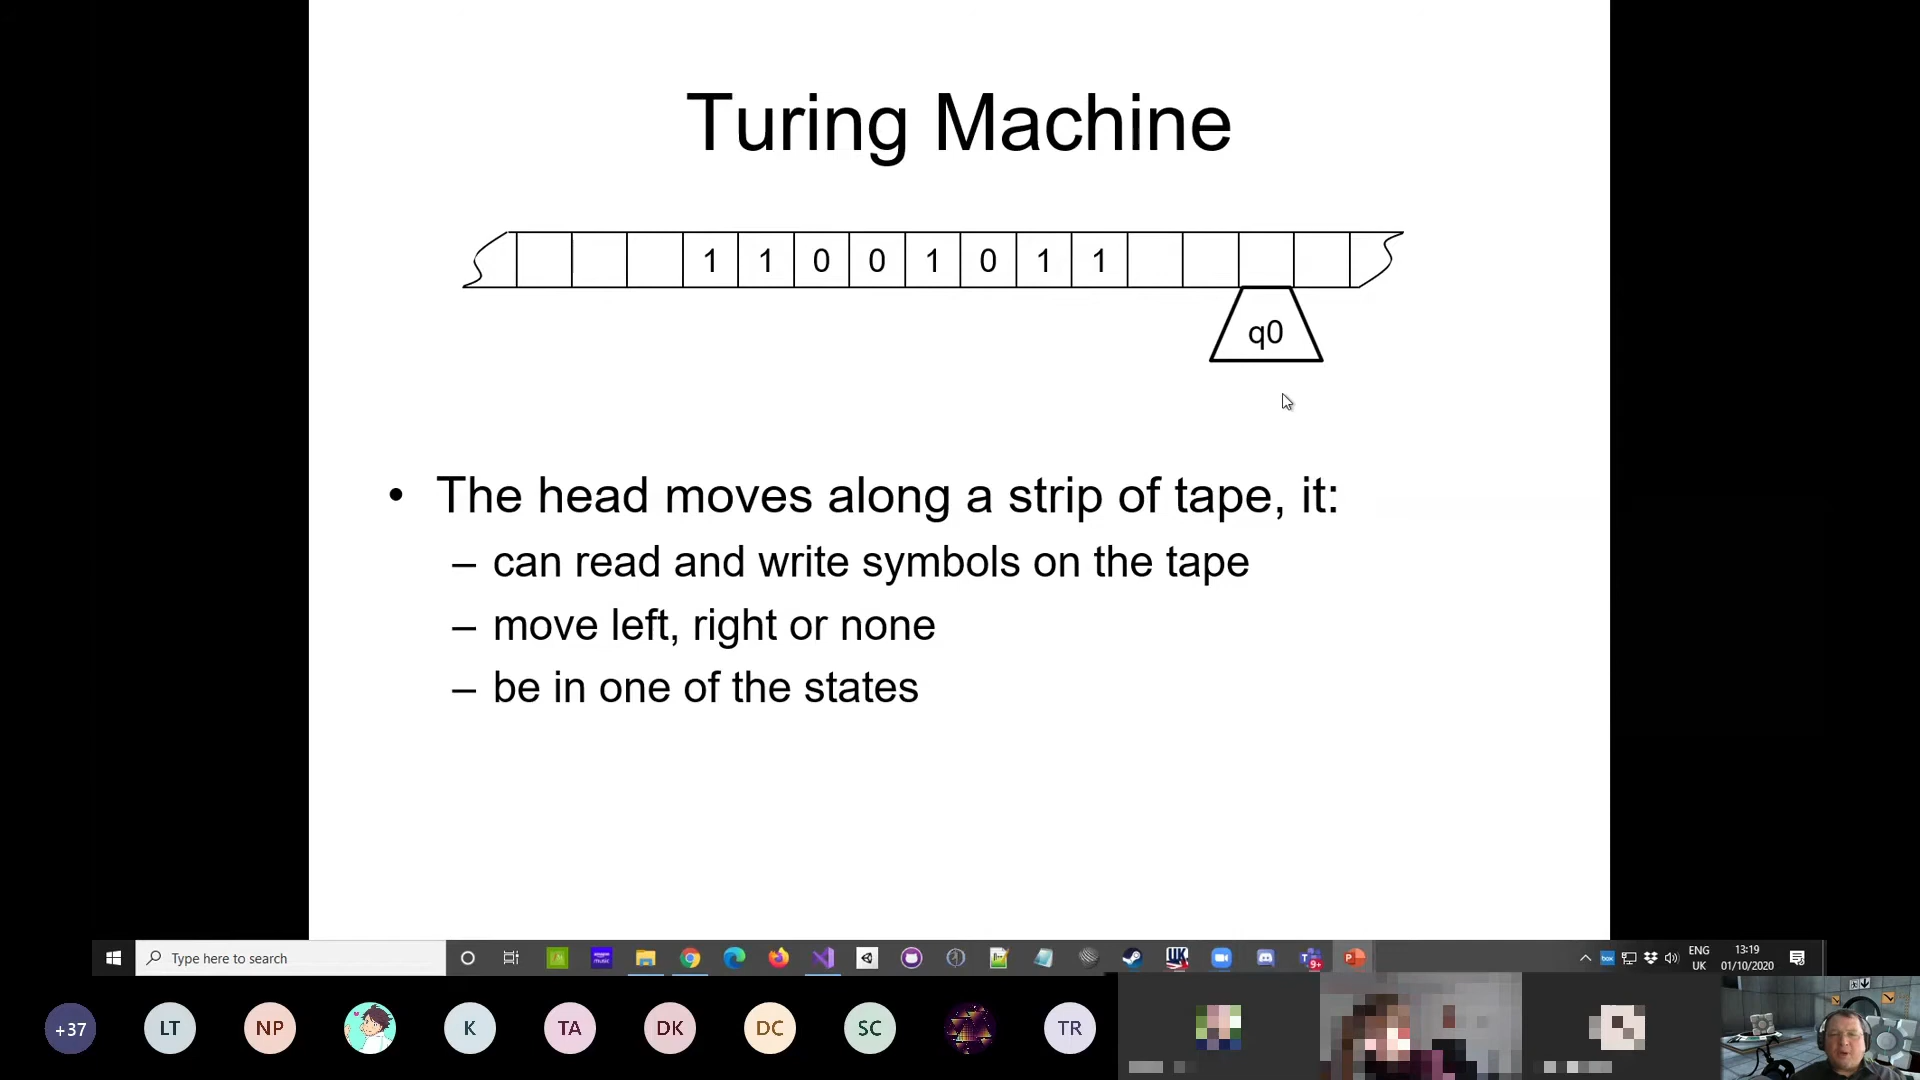 Turing Machine
1 1 0 0 1 0 1 1
q0
• The head moves along a strip of tape, it:
– can read and write symbols on the tape
– move left, right or none
– be in one of the states
Type here to search
ENG
UK
13:19
01/10/2020
+37 LT NP K TA DK DC SC TR